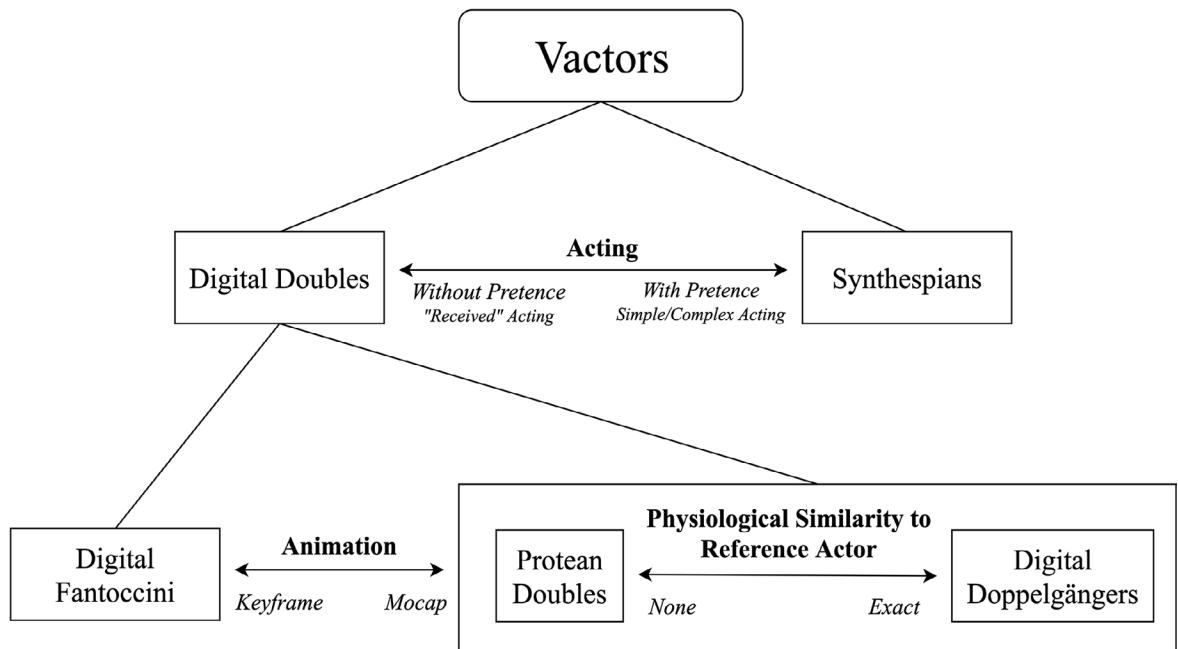 Vactors
Digital Doubles
Acting
Without Pretence
"Received" Acting
With Pretence
Simple/Complex Acting
Synthespians
Digital
Fantoccini
Animation
Keyframe
Mocap
Protean
Doubles
Physiological Similarity to
Reference Actor
None
Exact
Digital
Doppelgängers